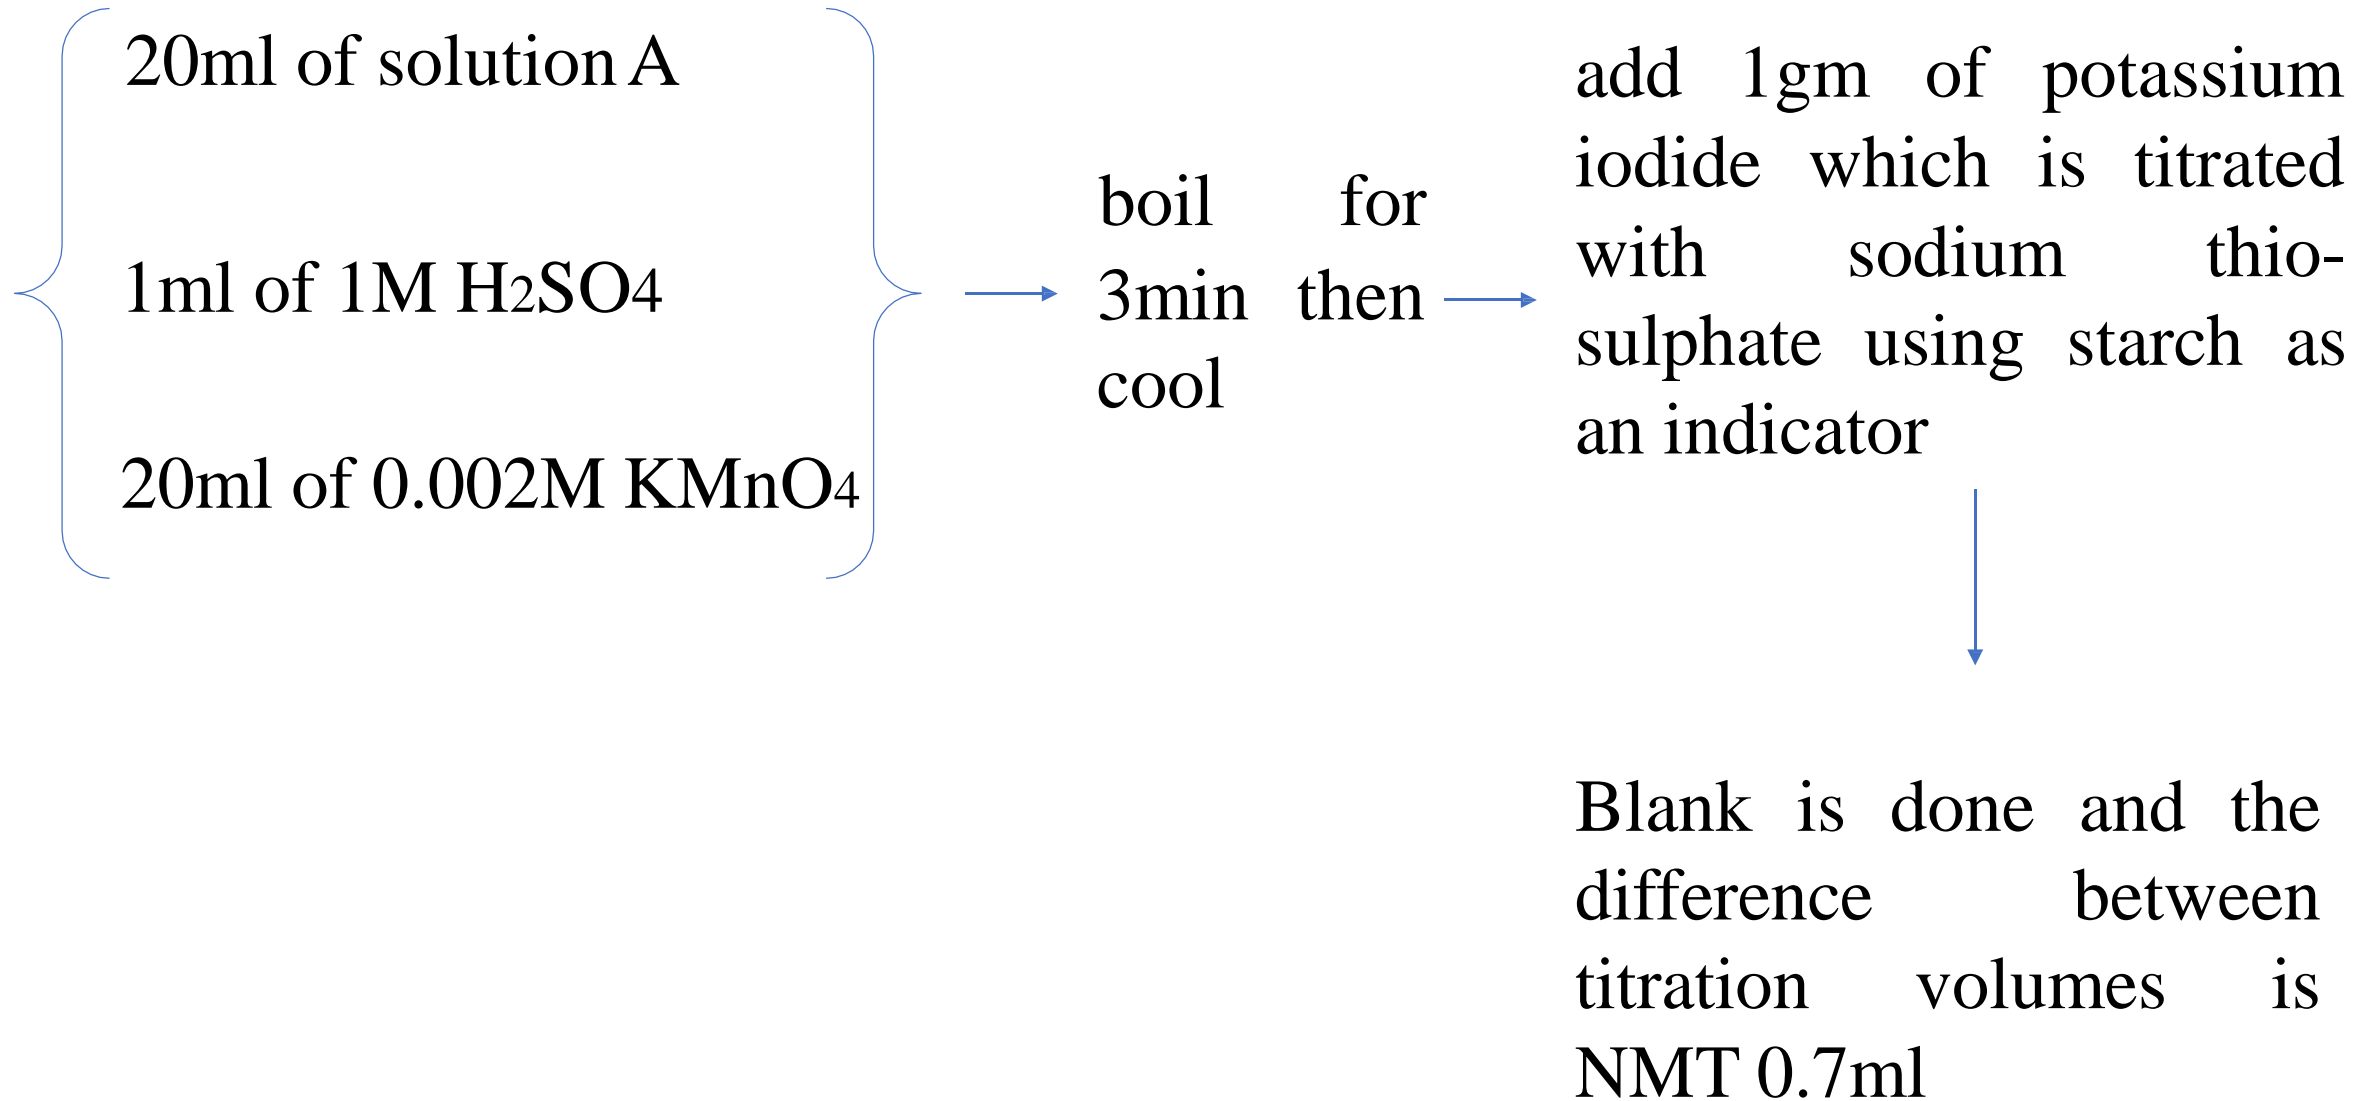 20ml of solution A
1ml of 1M H2SO4
20ml of 0.002M KMnO4
boil for
3min then
cool
add 1gm of potassium
iodide which is titrated
with sodium thio-
sulphate using starch as
an indicator
Blank is done and the
difference between
titration volumes is
NMT 0.7ml